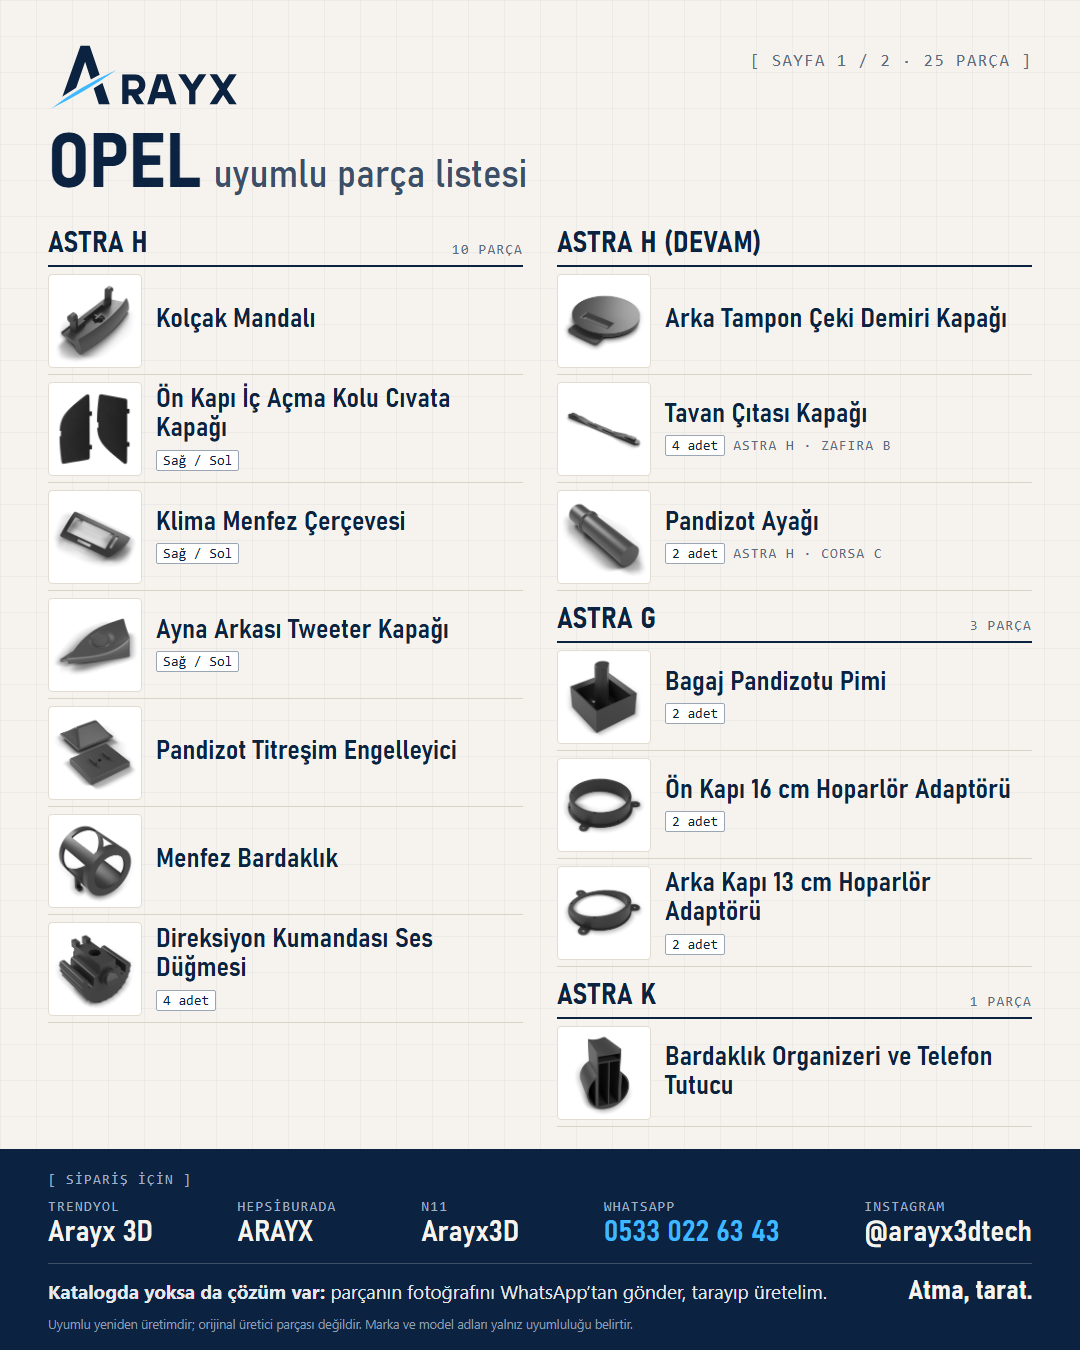 ARAYX
[ SAYFA 1 / 2 · 25 PARÇA ]
OPEL uyumlu parça listesi
ASTRA H
10 PARÇA
Kolçak Mandalı
Ön Kapı İç Açma Kolu Cıvata
Kapağı
Sağ / Sol
Klima Menfez Çerçevesi
Sağ / Sol
Ayna Arkası Tweeter Kapağı
Sağ / Sol
Pandizot Titreşim Engelleyici
Menfez Bardaklık
Direksiyon Kumandası Ses
Düğmesi
4 adet
ASTRA H (DEVAM)
Arka Tampon Çeki Demiri Kapağı
Tavan Çıtası Kapağı
4 adet ASTRA H · ZAFIRA B
Pandizot Ayağı
2 adet ASTRA H · CORSA C
ASTRA G
3 PARÇA
Bagaj Pandizotu Pimi
2 adet
Ön Kapı 16 cm Hoparlör Adaptörü
2 adet
Arka Kapı 13 cm Hoparlör
Adaptörü
2 adet
ASTRA K
1 PARÇA
Bardaklık Organizeri ve Telefon
Tutucu
[ SİPARİŞ İÇİN ]
TRENDYOL
Arayx 3D
HEPSİBURADA
ARAYX
N11
Arayx3D
WHATSAPP
0533 022 63 43
INSTAGRAM
@arayx3dtech
Katalogda yoksa da çözüm var: parçanın fotoğrafını WhatsApp'tan gönder, tarayıp üretelim.
Atma, tarat.
Uyumlu yeniden üretimdir; orijinal üretici parçası değildir. Marka ve model adları yalnız uyumluluğu belirtir.